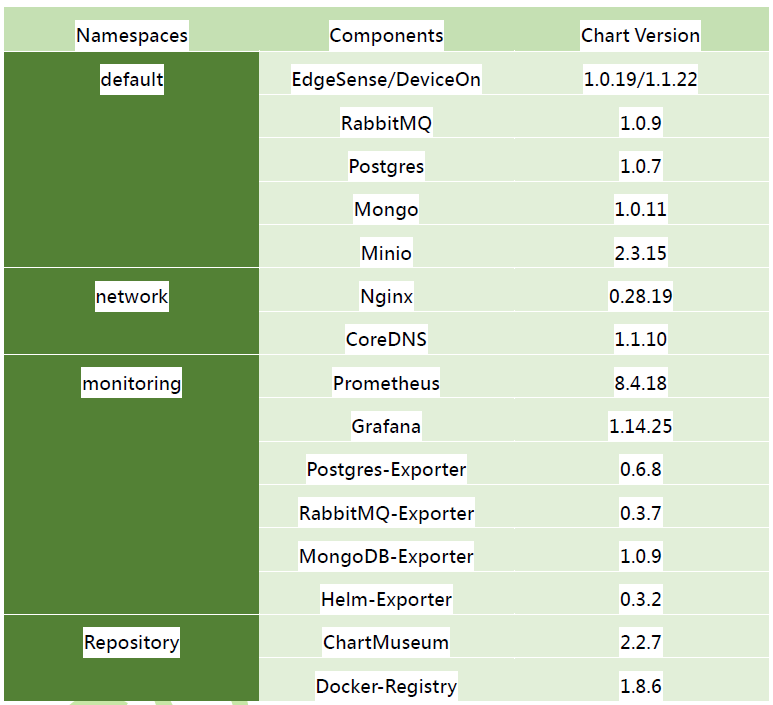 Namespaces Components Chart Version
default EdgeSense/DeviceOn 1.0.19/1.1.22
RabbitMQ 1.0.9
Postgres 1.0.7
Mongo 1.0.11
Minio 2.3.15
network Nginx 0.28.19
CoreDNS 1.1.10
monitoring Prometheus 8.4.18
Grafana 1.14.25
Postgres-Exporter 0.6.8
RabbitMQ-Exporter 0.3.7
MongoDB-Exporter 1.0.9
Helm-Exporter 0.3.2
Repository ChartMuseum 2.2.7
Docker-Registry 1.8.6